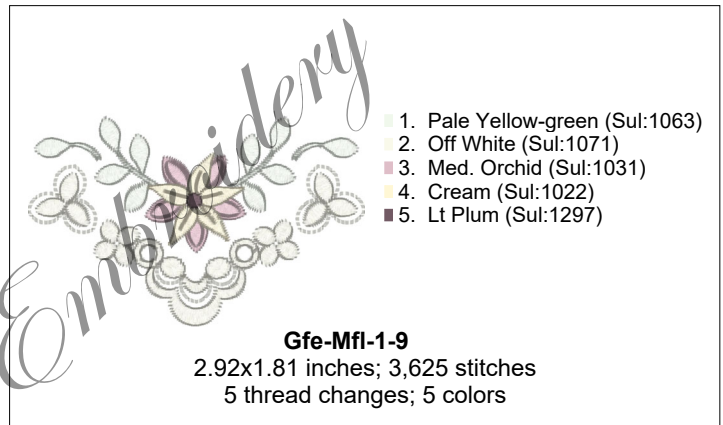 Embroidery
1. Pale Yellow-green (Sul:1063)
2. Off White (Sul:1071)
3. Med. Orchid (Sul:1031)
4. Cream (Sul:1022)
5. Lt Plum (Sul:1297)
Gfe-Mfl-1-9
2.92x1.81 inches; 3,625 stitches
5 thread changes; 5 colors